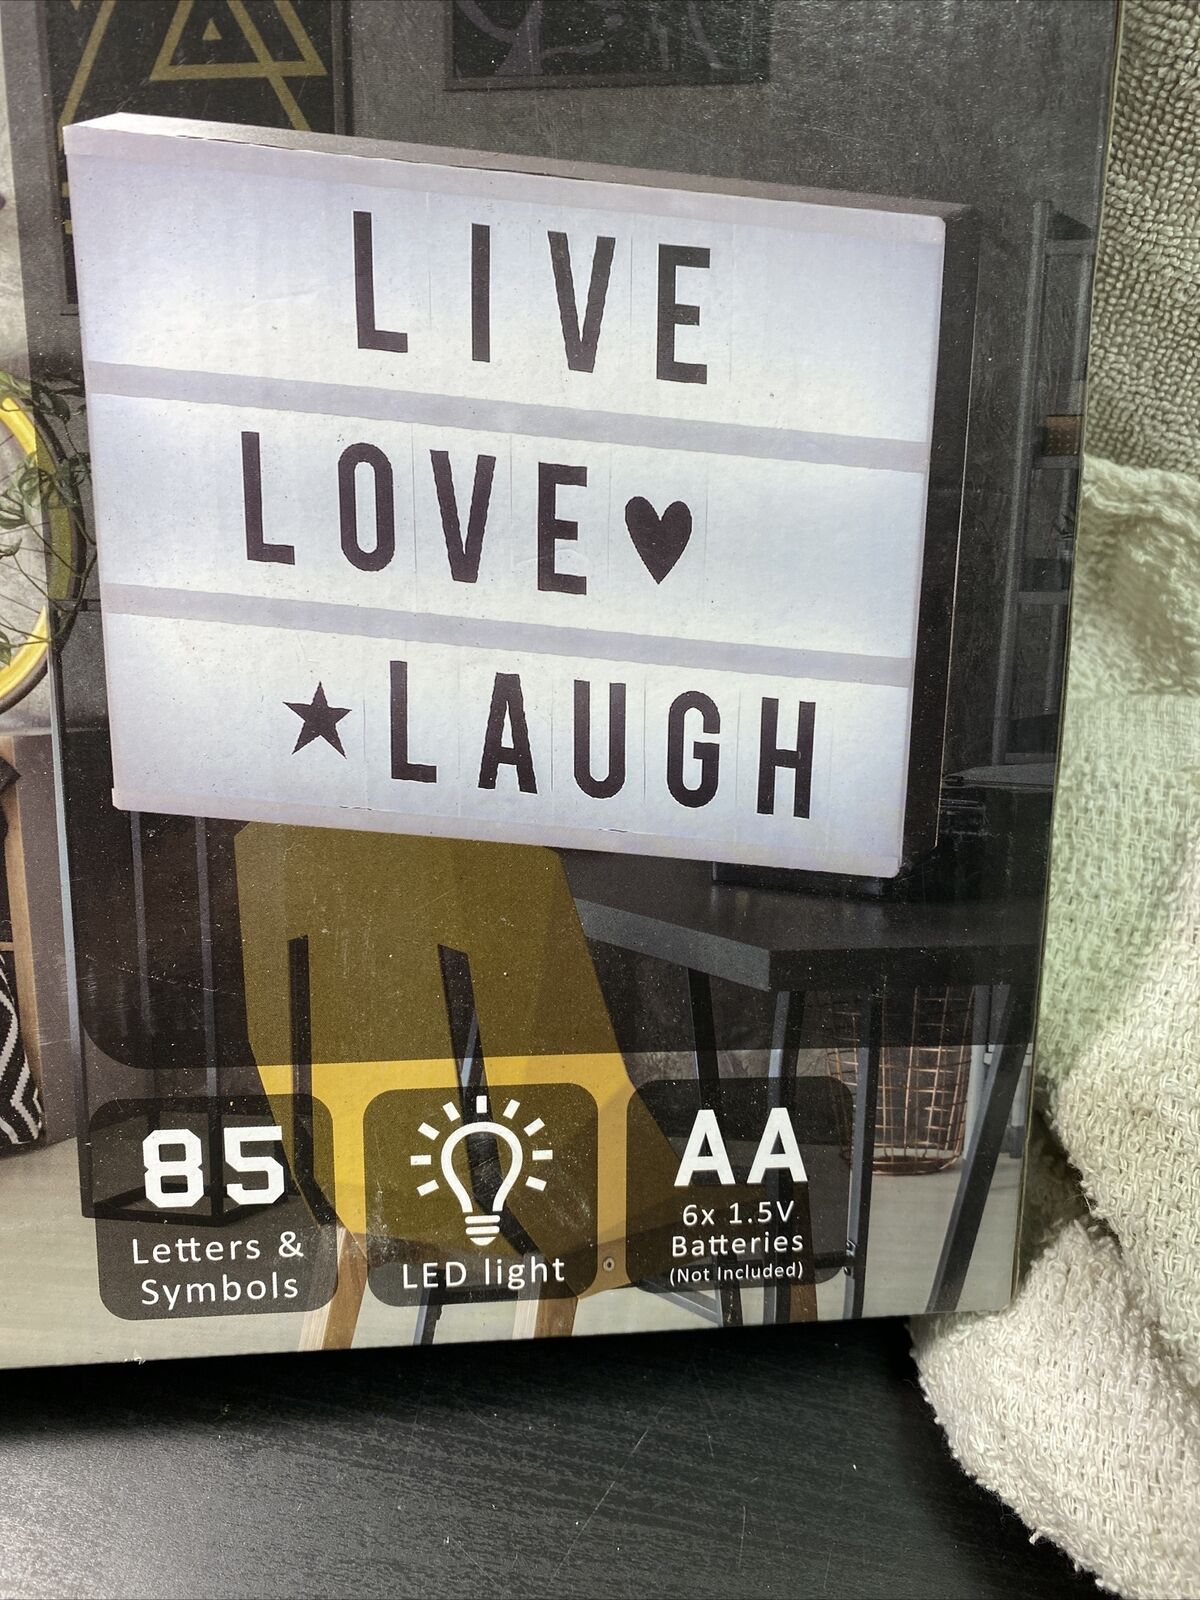 LIVE
LOVE♥
★LAUGH
85
Letters &
Symbols
LED light
AA
6x 1.5V
Batteries
(Not Included)